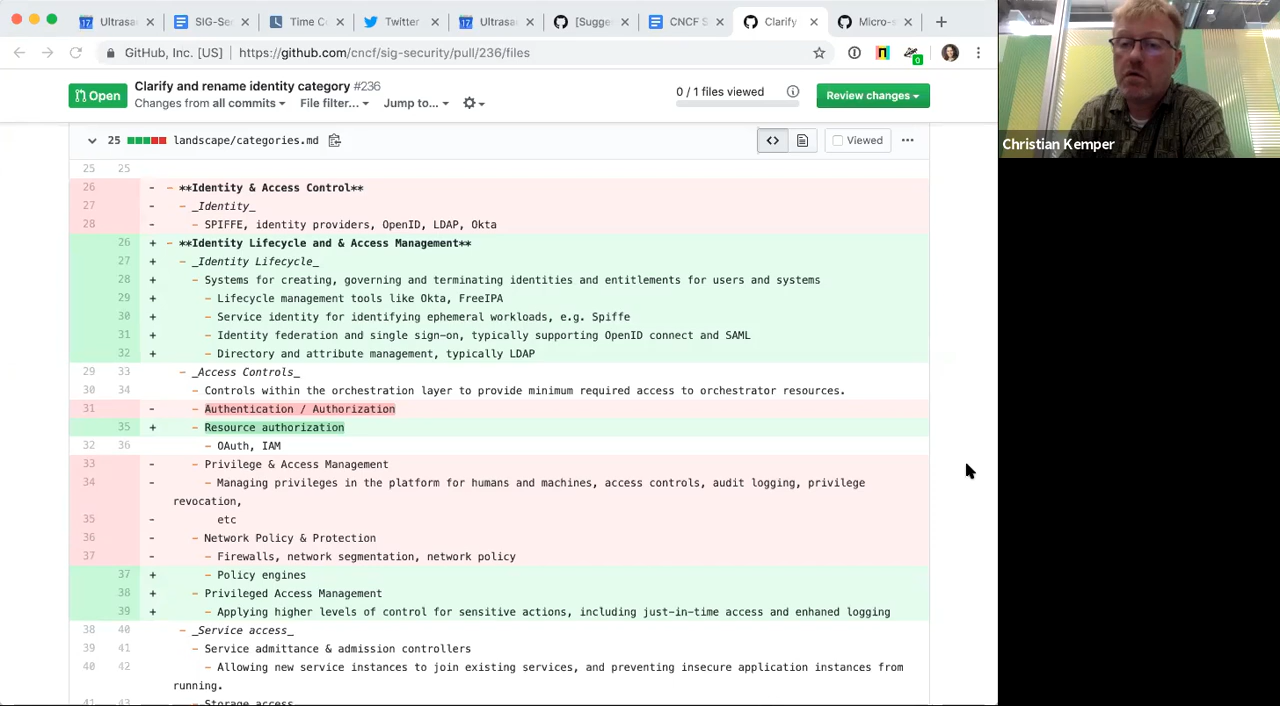 Ultrasa
SIG-Se
Time C
Twitter
Ultrasa
[Sugge
CNCF S
Clarify
Micro-s
GitHub, Inc. [US] https://github.com/cncf/sig-security/pull/236/files
0
Open
Clarify and rename identity category #236
Changes from all commits File filter... Jump to...
0 / 1 files viewed
Review changes
25 landscape/categories.md
Viewed
25 25
26 - - **Identity & Access Control**
27 - - _Identity_
28 - - SPIFFE, identity providers, OpenID, LDAP, Okta
26 + - **Identity Lifecycle and & Access Management**
27 + - _Identity Lifecycle_
28 + - Systems for creating, governing and terminating identities and entitlements for users and systems
29 + - Lifecycle management tools like Okta, FreeIPA
30 + - Service identity for identifying ephemeral workloads, e.g. Spiffe
31 + - Identity federation and single sign-on, typically supporting OpenID connect and SAML
32 + - Directory and attribute management, typically LDAP
29 33 - _Access Controls_
30 34 - Controls within the orchestration layer to provide minimum required access to orchestrator resources.
31 - - Authentication / Authorization
35 + - Resource authorization
32 36 - OAuth, IAM
33 - - Privilege & Access Management
34 - - Managing privileges in the platform for humans and machines, access controls, audit logging, privilege
revocation,
35 - etc
36 - - Network Policy & Protection
37 - - Firewalls, network segmentation, network policy
37 + - Policy engines
38 + - Privileged Access Management
39 + - Applying higher levels of control for sensitive actions, including just-in-time access and enhaned logging
38 40 - _Service access_
39 41 - Service admittance & admission controllers
40 42 - Allowing new service instances to join existing services, and preventing insecure application instances from
running.
41 43 - Storage access
Christian Kemper